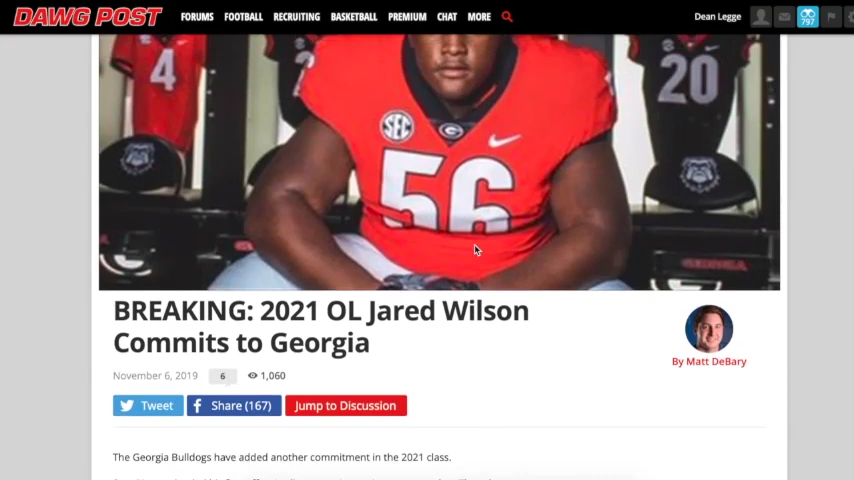 DAWG POST
FORUMS FOOTBALL RECRUITING BASKETBALL PREMIUM CHAT MORE
Dean Legge
797
4
20
SEC
G
56
GEORGIA
BREAKING: 2021 OL Jared Wilson
Commits to Georgia
By Matt DeBary
November 6, 2019 6 1,060
Tweet Share (167) Jump to Discussion
The Georgia Bulldogs have added another commitment in the 2021 class.